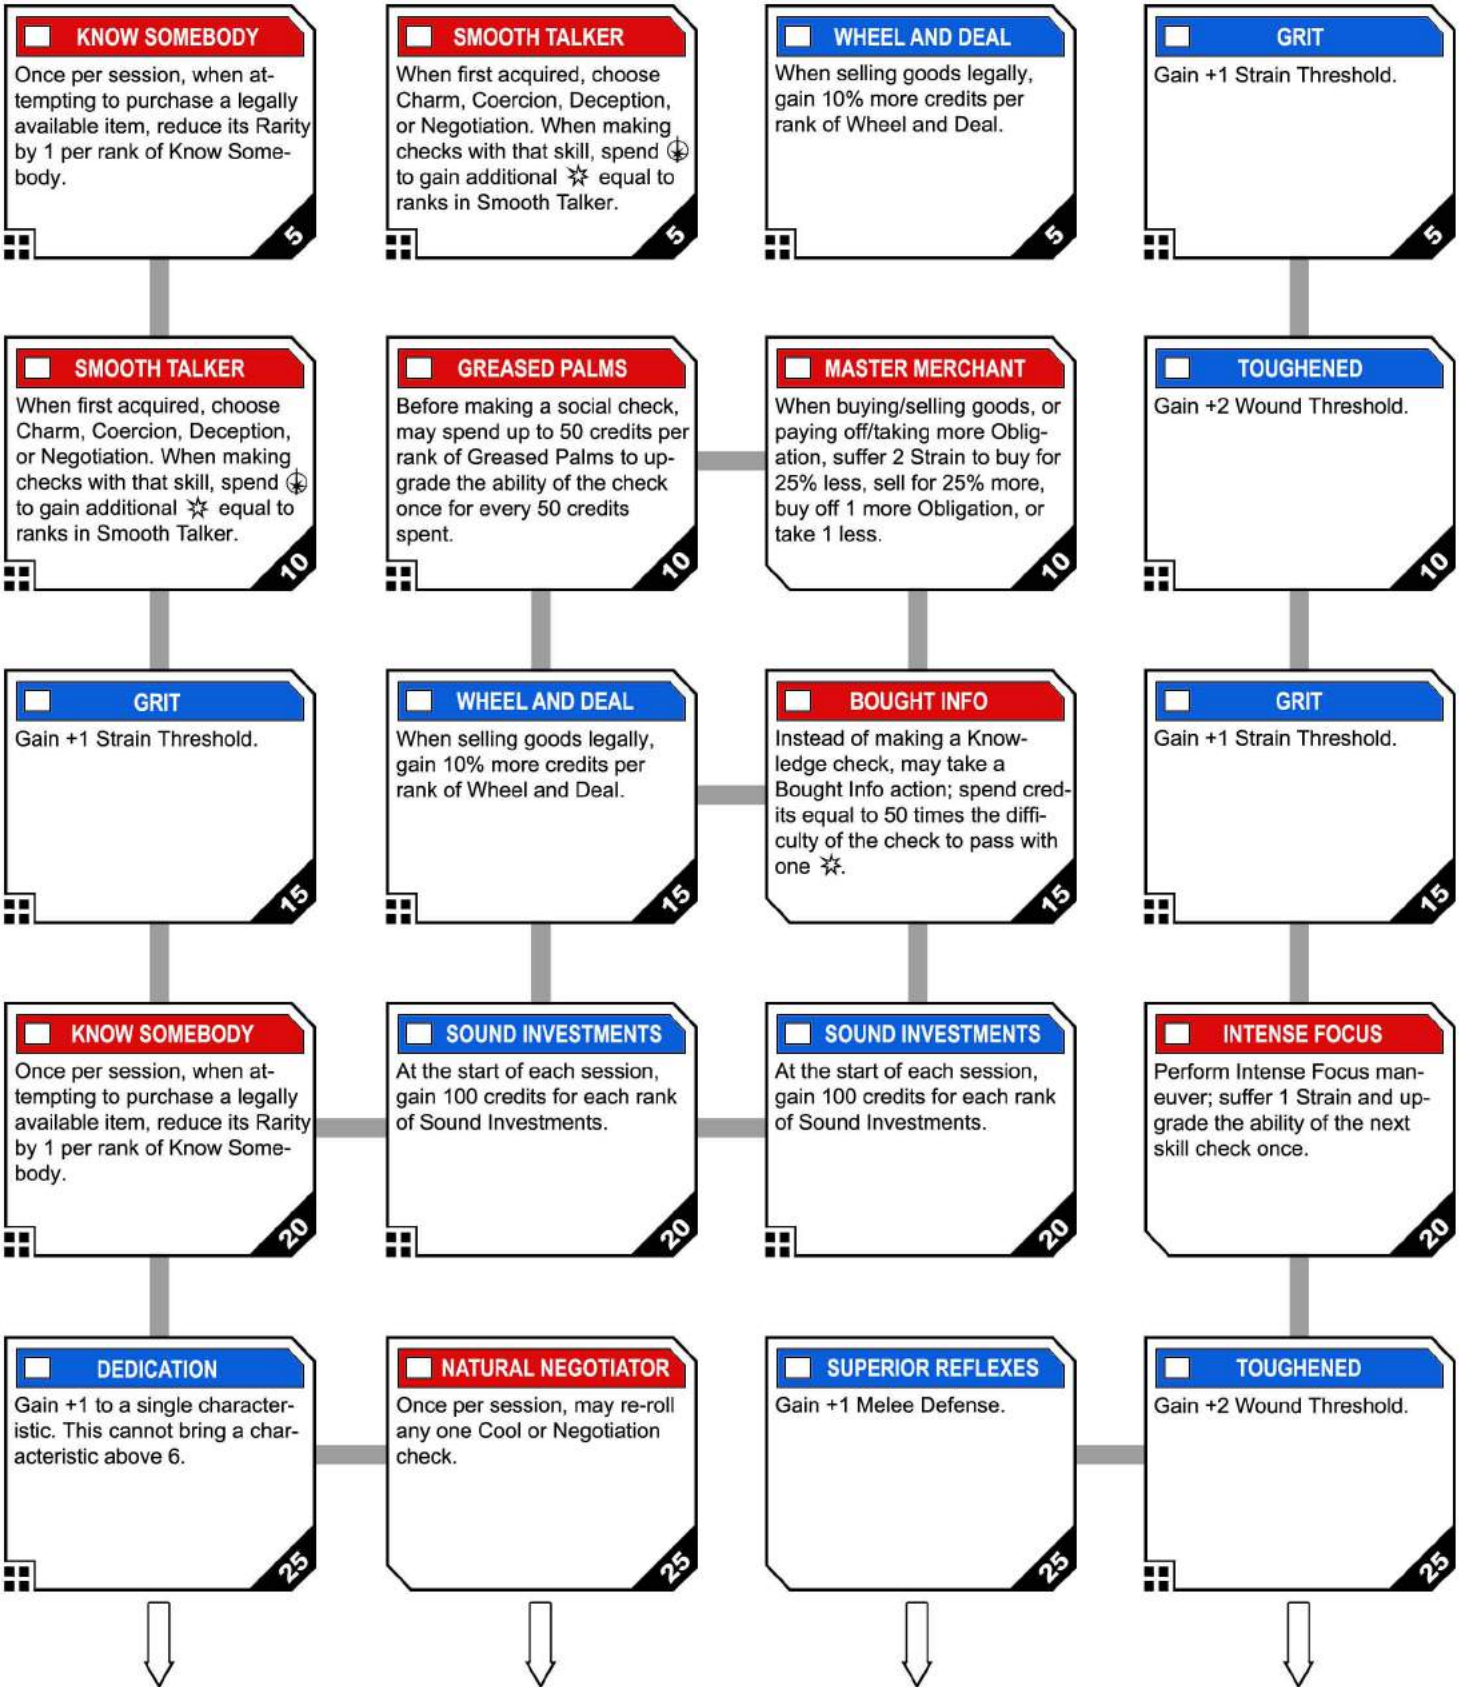 KNOW SOMEBODY
Once per session, when at-
tempting to purchase a legally
available item, reduce its Rarity
by 1 per rank of Know Some-
body.
5
SMOOTH TALKER
When first acquired, choose
Charm, Coercion, Deception,
or Negotiation. When making
checks with that skill, spend
to gain additional equal to
ranks in Smooth Talker.
5
WHEEL AND DEAL
When selling goods legally,
gain 10% more credits per
rank of Wheel and Deal.
5
GRIT
Gain +1 Strain Threshold.
5
SMOOTH TALKER
When first acquired, choose
Charm, Coercion, Deception,
or Negotiation. When making
checks with that skill, spend
to gain additional equal to
ranks in Smooth Talker.
10
GREASED PALMS
Before making a social check,
may spend up to 50 credits per
rank of Greased Palms to up-
grade the ability of the check
once for every 50 credits
spent.
10
MASTER MERCHANT
When buying/selling goods, or
paying off/taking more Oblig-
ation, suffer 2 Strain to buy for
25% less, sell for 25% more,
buy off 1 more Obligation, or
take 1 less.
10
TOUGHENED
Gain +2 Wound Threshold.
10
GRIT
Gain +1 Strain Threshold.
15
WHEEL AND DEAL
When selling goods legally,
gain 10% more credits per
rank of Wheel and Deal.
15
BOUGHT INFO
Instead of making a Know-
ledge check, may take a
Bought Info action; spend cred-
its equal to 50 times the diffi-
culty of the check to pass with
one .
15
GRIT
Gain +1 Strain Threshold.
15
KNOW SOMEBODY
Once per session, when at-
tempting to purchase a legally
available item, reduce its Rarity
by 1 per rank of Know Some-
body.
20
SOUND INVESTMENTS
At the start of each session,
gain 100 credits for each rank
of Sound Investments.
20
SOUND INVESTMENTS
At the start of each session,
gain 100 credits for each rank
of Sound Investments.
20
INTENSE FOCUS
Perform Intense Focus man-
euver; suffer 1 Strain and up-
grade the ability of the next
skill check once.
20
DEDICATION
Gain +1 to a single character-
istic. This cannot bring a char-
acteristic above 6.
25
NATURAL NEGOTIATOR
Once per session, may re-roll
any one Cool or Negotiation
check.
25
SUPERIOR REFLEXES
Gain +1 Melee Defense.
25
TOUGHENED
Gain +2 Wound Threshold.
25